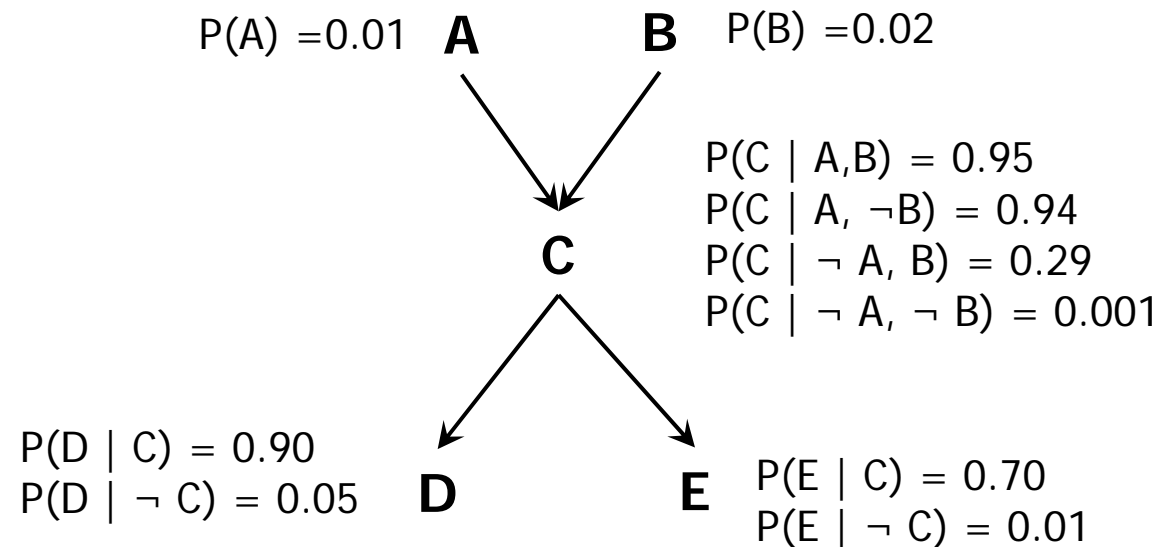 P(A) =0.01 A B P(B) =0.02
P(C | A,B) = 0.95
P(C | A, ¬B) = 0.94
P(C | ¬ A, B) = 0.29
P(C | ¬ A, ¬ B) = 0.001
C
P(D | C) = 0.90
P(D | ¬ C) = 0.05
D
E
P(E | C) = 0.70
P(E | ¬ C) = 0.01